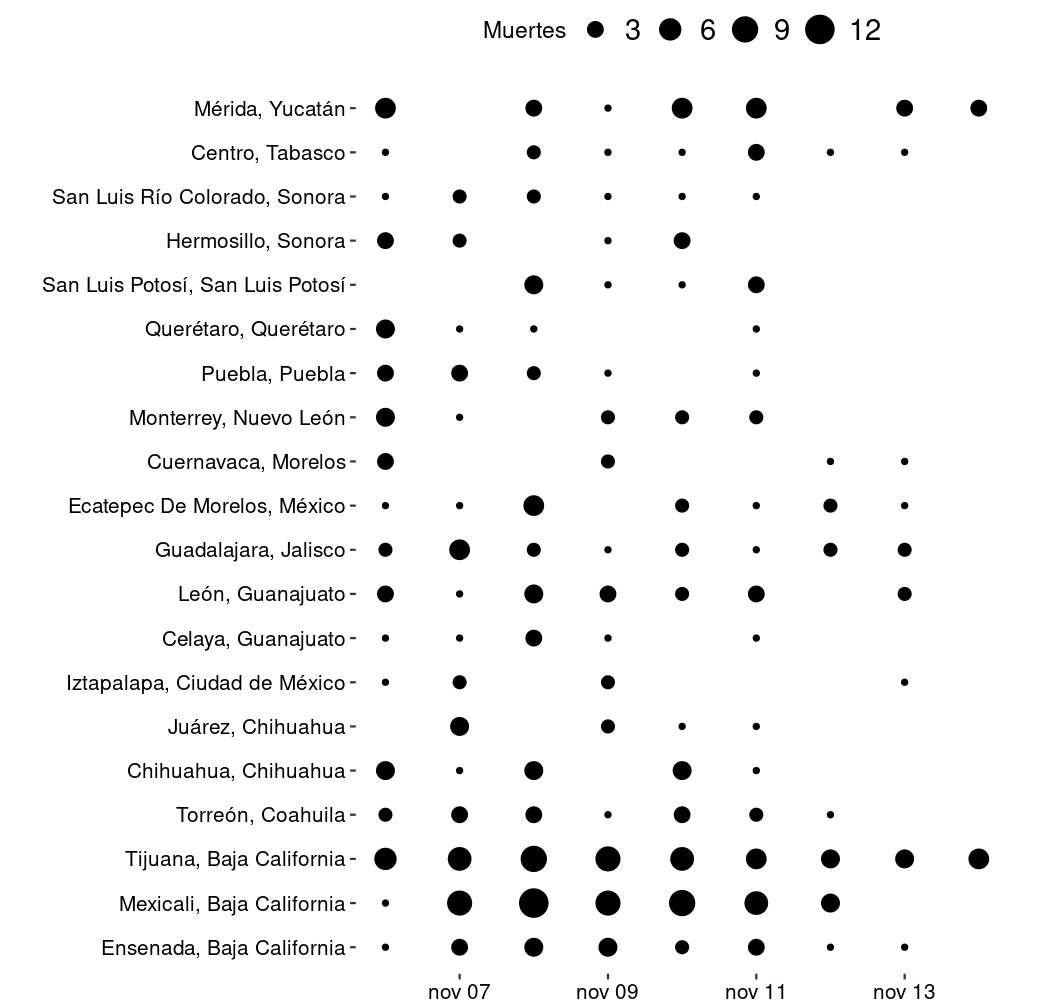 Muertes 3 6 9 12
Mérida, Yucatán
Centro, Tabasco
San Luis Río Colorado, Sonora
Hermosillo, Sonora
San Luis Potosí, San Luis Potosí
Querétaro, Querétaro
Puebla, Puebla
Monterrey, Nuevo León
Cuernavaca, Morelos
Ecatepec De Morelos, México
Guadalajara, Jalisco
León, Guanajuato
Celaya, Guanajuato
Iztapalapa, Ciudad de México
Juárez, Chihuahua
Chihuahua, Chihuahua
Torreón, Coahuila
Tijuana, Baja California
Mexicali, Baja California
Ensenada, Baja California
nov 07 nov 09 nov 11 nov 13